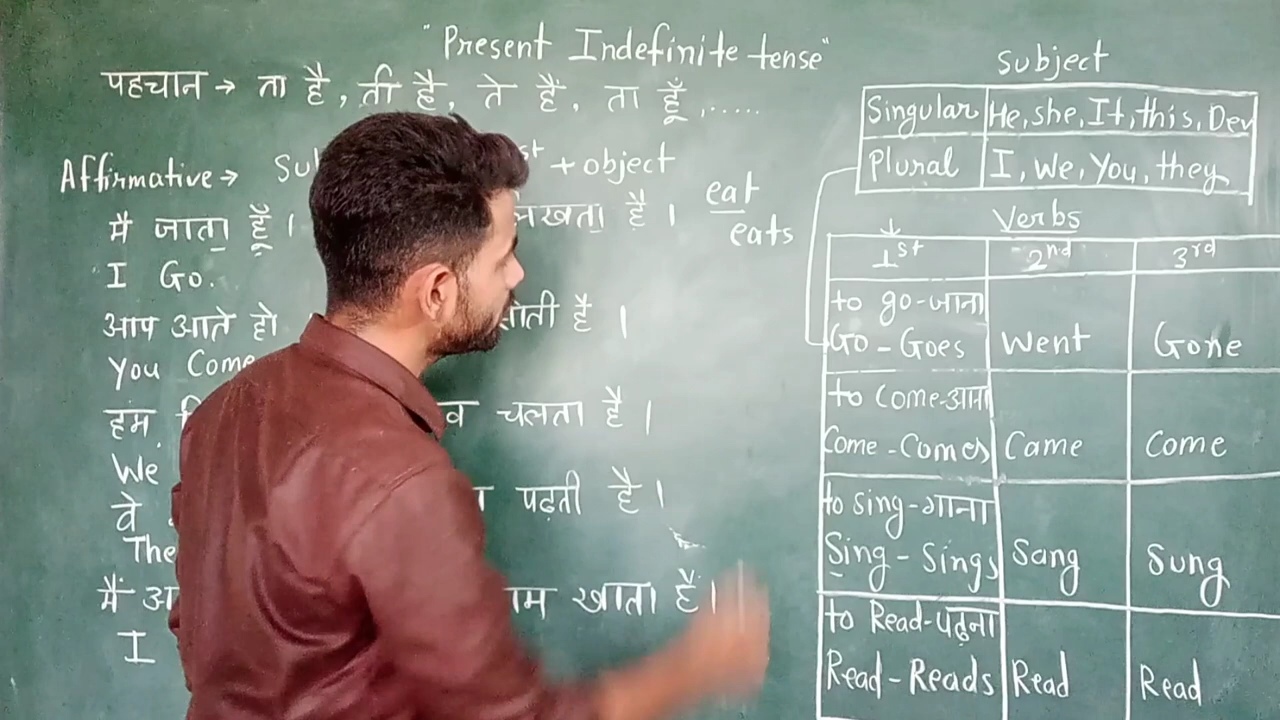 "Present Indefinite tense"
पहचान → ता है, ती है, ते हैं, ता हूँ,......
Affirmative → Su st + object
मैं जाता हूँ। लिखता है।
I Go.
आप आते हो है।
You Come
हम चलता है।
We
वे पढ़ती है।
The
मैं खाता है।
I
eat
eats
Subject
Singular He, she, It, this, Dev
Plural I, We, You, they
Verbs
1st 2nd 3rd
to go-जाना
Go - Goes Went Gone
to Come-आना
Come - Comes Came Come
to sing-गाना
Sing - Sings Sang Sung
to Read-पढ़ना
Read - Reads Read Read